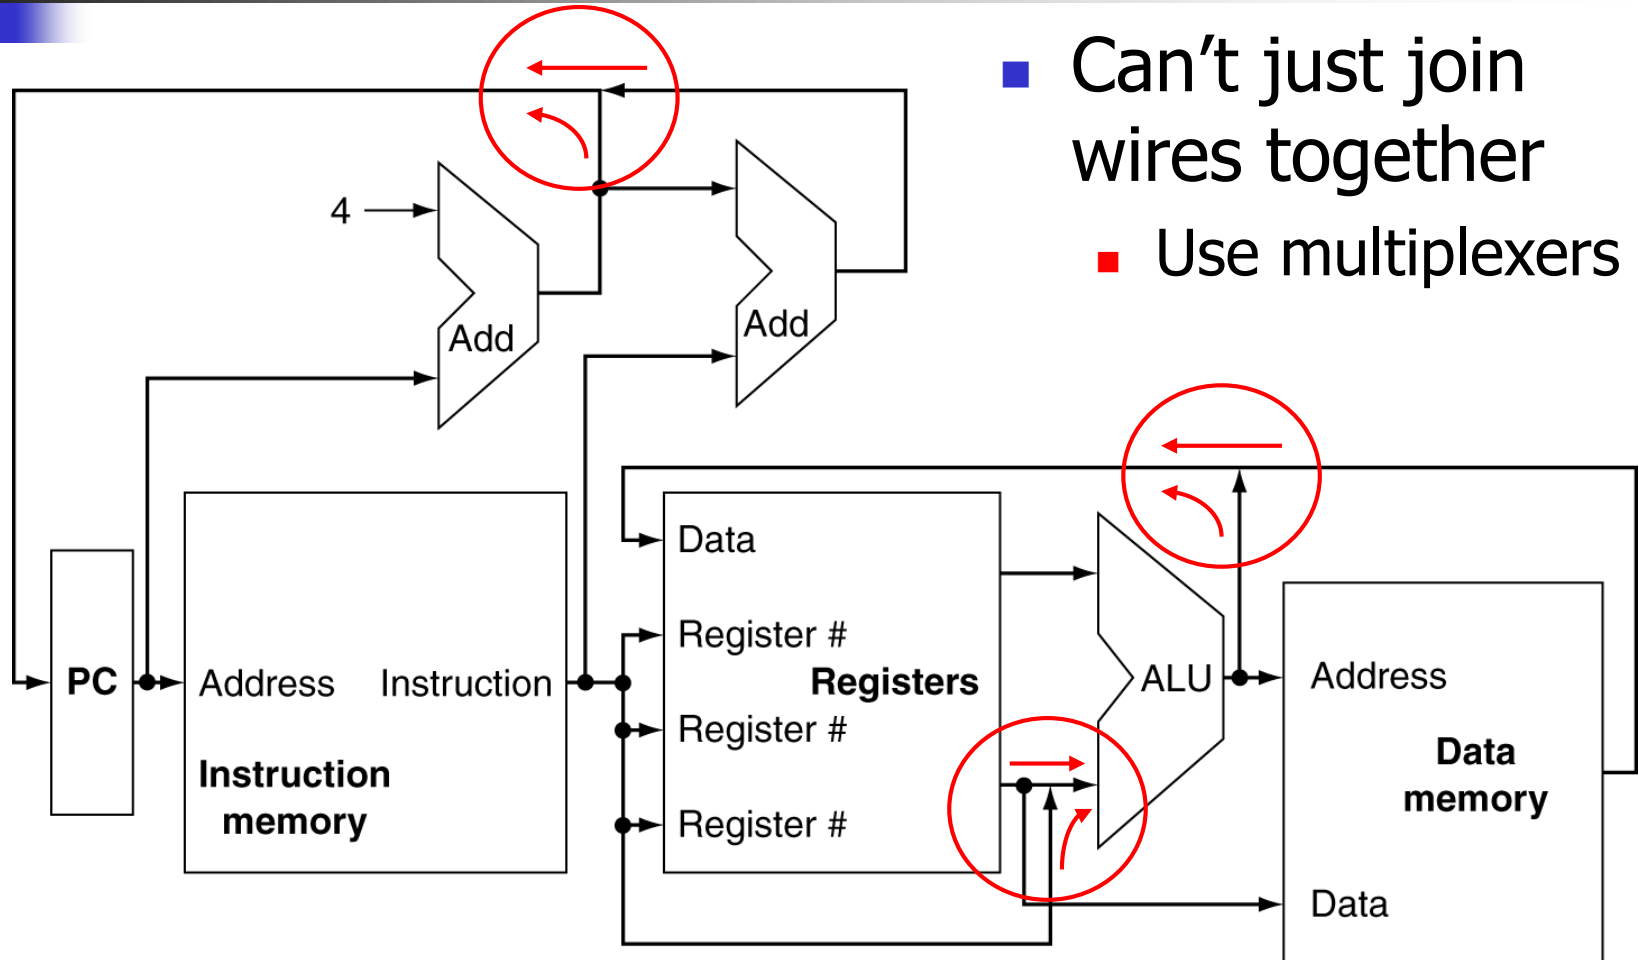 Can't just join
wires together
Use multiplexers
4
Add
Add
Data
Register #
PC
Address
Instruction
Registers
ALU
Address
Register #
Instruction
memory
Data
memory
Register #
Data